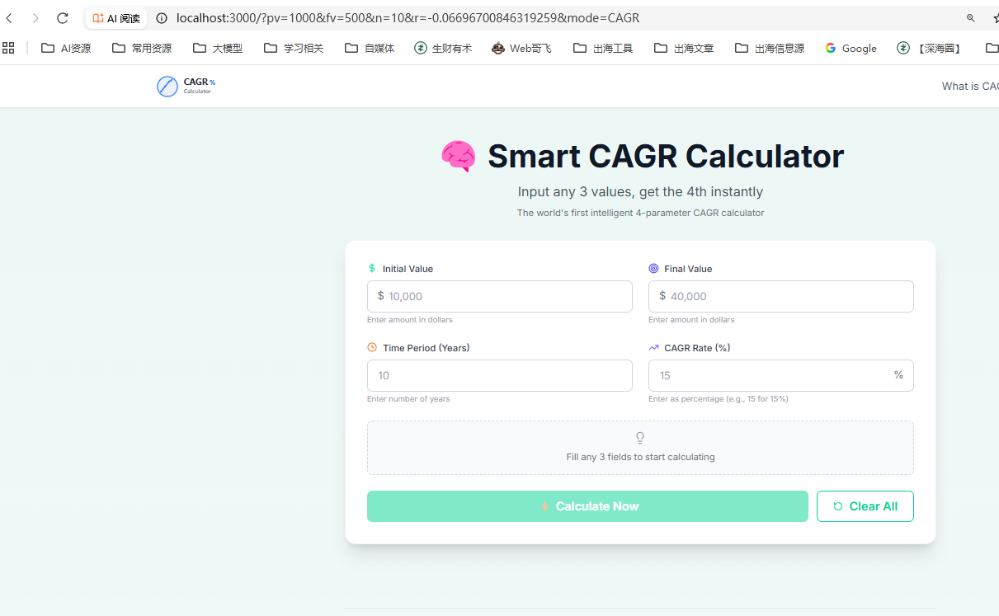 AI 阅读 localhost:3000/?pv=1000&fv=500&n=10&r=-0.06696700846319259&mode=CAGR
AI资源 常用资源 大模型 学习相关 自媒体 生财有术 Web哥飞 出海工具 出海文章 出海信息源 Google 【深海圈】
CAGR %
Calculator
What is CAG
Smart CAGR Calculator
Input any 3 values, get the 4th instantly
The world's first intelligent 4-parameter CAGR calculator
$ Initial Value
Final Value
$ 10,000
$ 40,000
Enter amount in dollars
Enter amount in dollars
Time Period (Years)
CAGR Rate (%)
10
15 %
Enter number of years
Enter as percentage (e.g., 15 for 15%)
Fill any 3 fields to start calculating
Calculate Now
Clear All